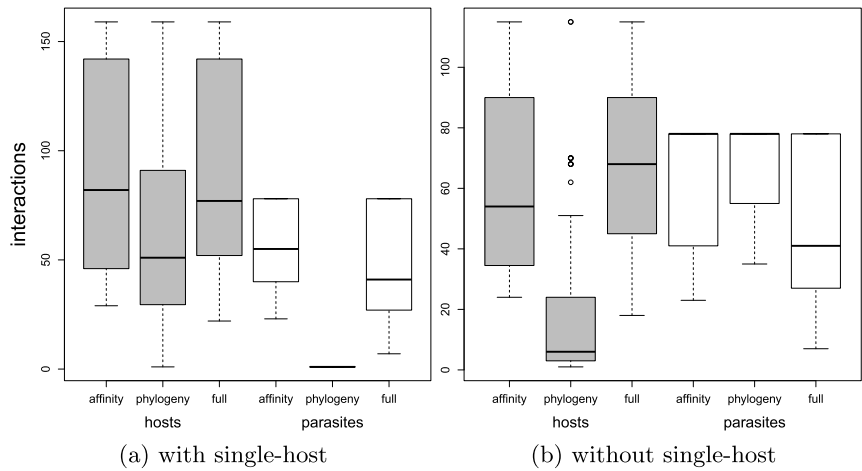 interactions
150
100
50
0
affinity phylogeny full affinity phylogeny full
hosts parasites
(a) with single-host
100
80
60
40
20
0
affinity phylogeny full affinity phylogeny full
hosts parasites
(b) without single-host